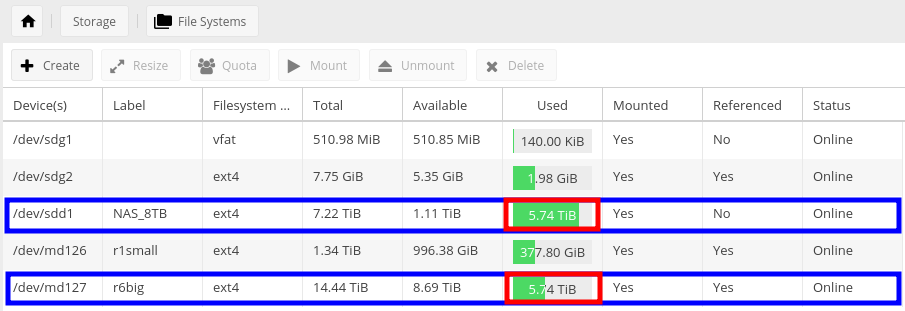 Storage File Systems
Create Resize Quota Mount Unmount Delete
Device(s) Label Filesystem ... Total Available Used Mounted Referenced Status
/dev/sdg1 vfat 510.98 MiB 510.85 MiB 140.00 KiB Yes No Online
/dev/sdg2 ext4 7.75 GiB 5.35 GiB 1.98 GiB Yes Yes Online
/dev/sdd1 NAS_8TB ext4 7.22 TiB 1.11 TiB 5.74 TiB Yes No Online
/dev/md126 r1small ext4 1.34 TiB 996.38 GiB 377.80 GiB Yes Yes Online
/dev/md127 r6big ext4 14.44 TiB 8.69 TiB 5.74 TiB Yes Yes Online